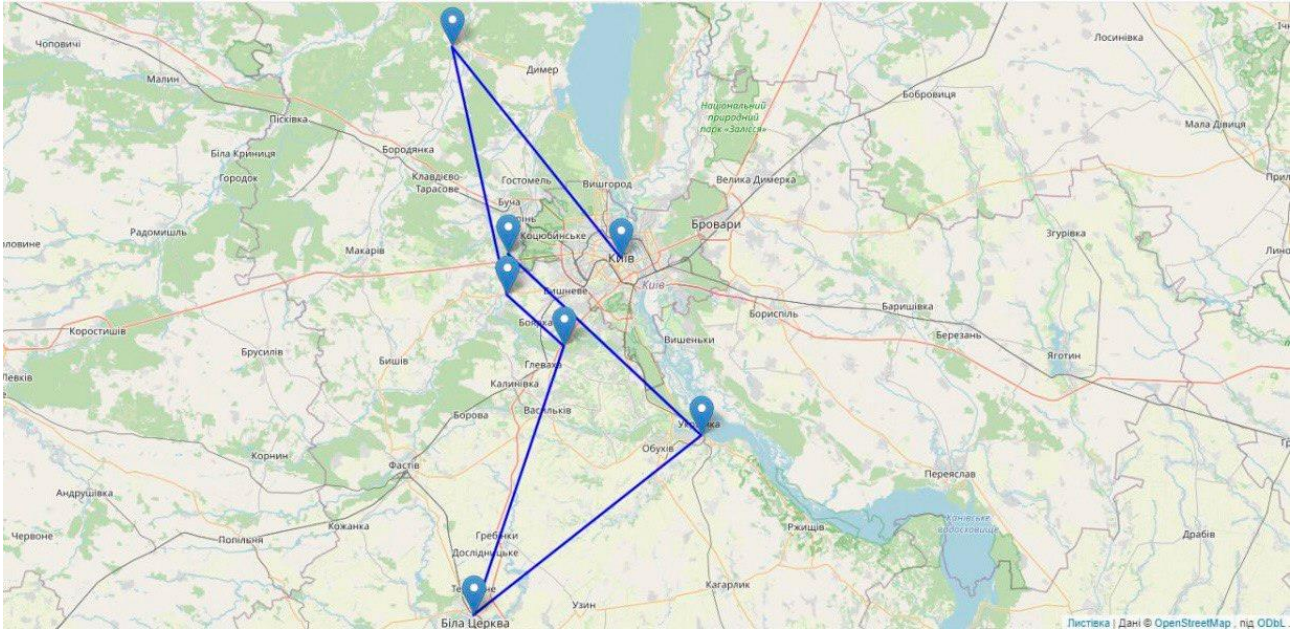 Чоповичі
Малин
Пісківка
Димер
Лосинівка
Національний
природний
парк «Залісся»
Бобровиця
Мала Дівиця
Біла Криниця
Городок
Бородянка
Клавдієво-
Тарасове
Гостомель
Вишгород
Велика Димерка
Буча
Коцюбинське
Бровари
Радомишль
Макарів
Згурівка
Київ
Київ
Вишневе
Бориспіль
Баришівка
Березань
Яготин
Коростишів
Брусилів
Бишів
Боярка
Вишеньки
Глеваха
Калинівка
Васильків
Борова
Обухів
Корнин
Фастів
Андрушівка
Червоне
Кожанка
Попільня
Гребінки
Дослідницьке
Переяслав
Канівське
водосховище
Ржищів
Драбів
Кагарлик
Узин
Біла Церква
Листівка | Дані © OpenStreetMap , під ODbL .